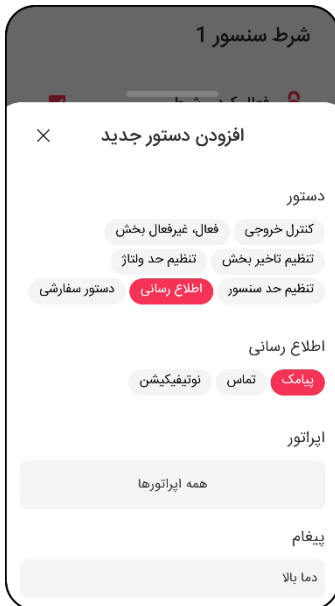 شرط سنسور 1
افزودن دستور جدید
دستور
کنترل خروجی فعال، غیرفعال بخش
تنظیم تاخیر بخش تنظیم حد ولتاژ
تنظیم حد سنسور اطلاع رسانی دستور سفارشی
اطلاع رسانی
پیامک تماس نوتیفیکیشن
اپراتور
همه اپراتورها
پیغام
دما بالا